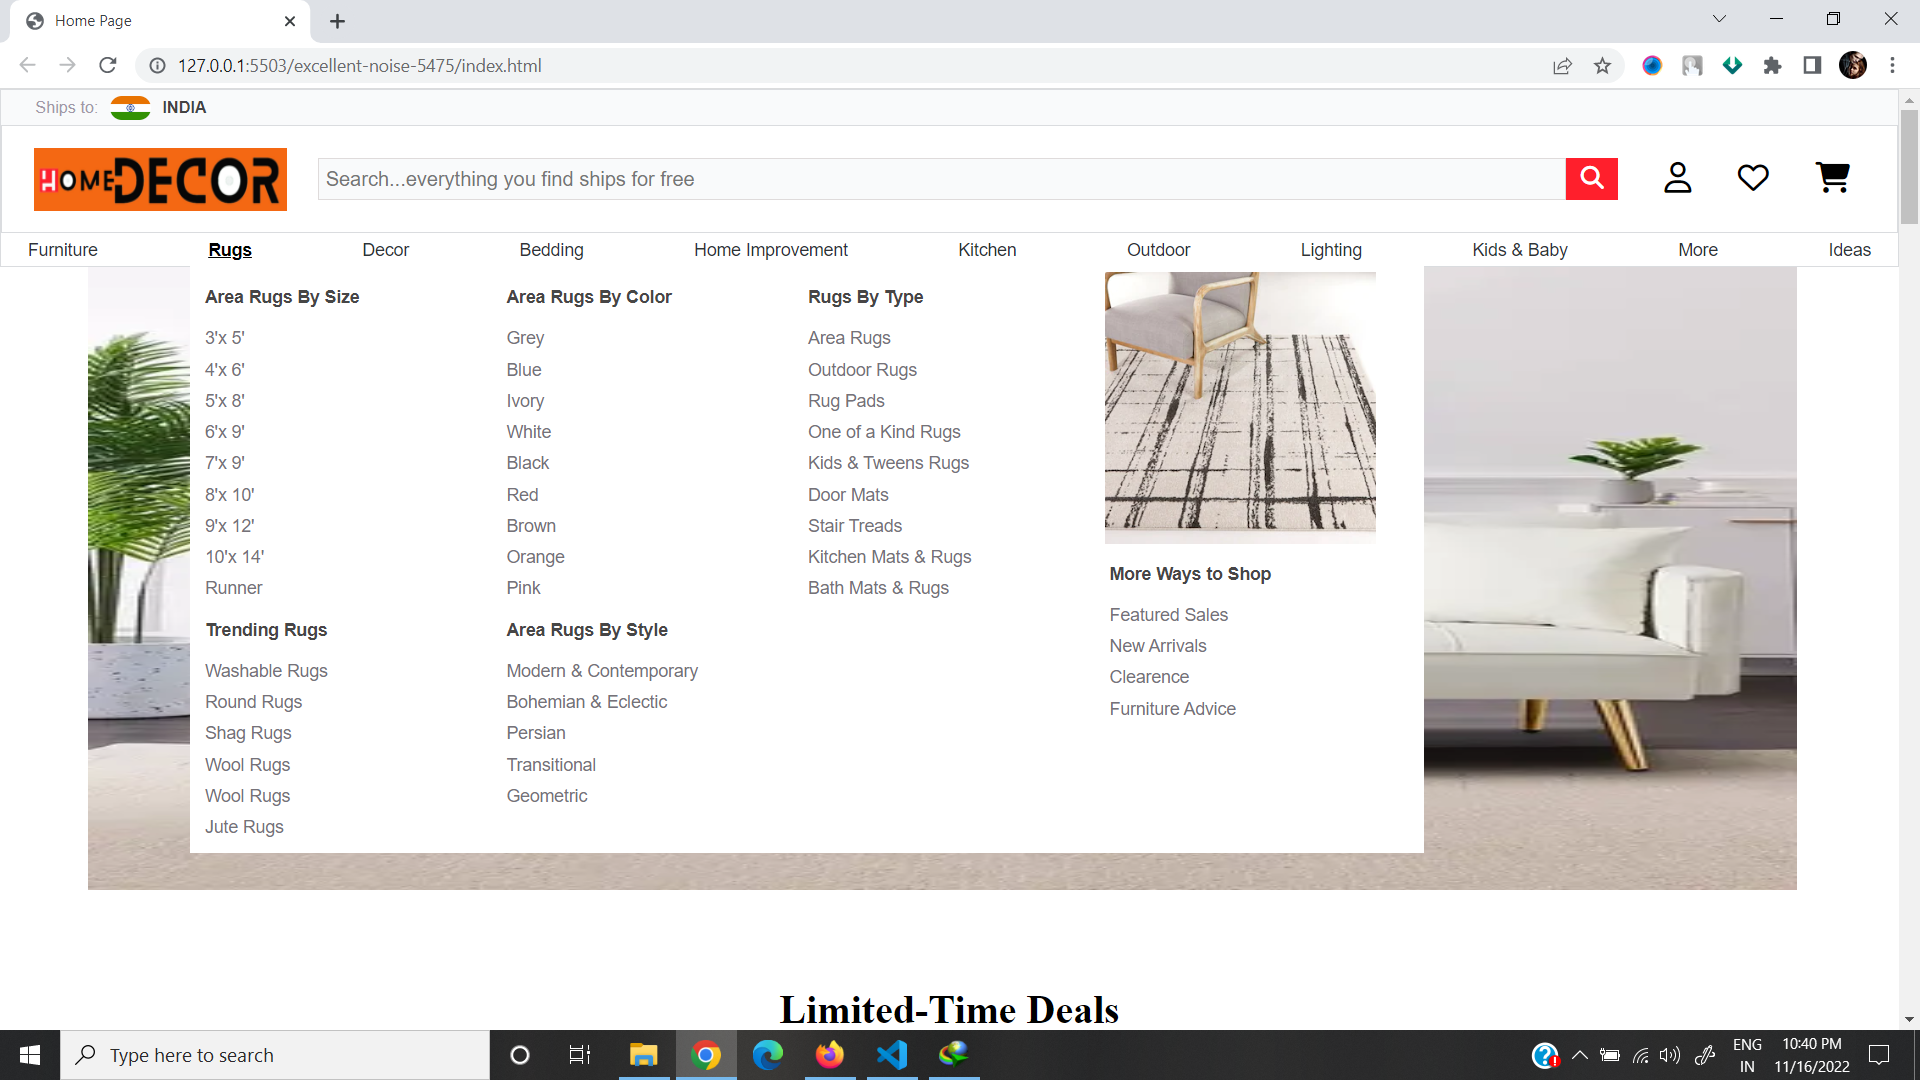 Home Page
127.0.0.1:5503/excellent-noise-5475/index.html
Ships to: INDIA
HOME DECOR
Search...everything you find ships for free
Furniture Rugs Decor Bedding Home Improvement Kitchen Outdoor Lighting Kids & Baby More Ideas
Area Rugs By Size
3'x 5'
4'x 6'
5'x 8'
6'x 9'
7'x 9'
8'x 10'
9'x 12'
10'x 14'
Runner
Trending Rugs
Washable Rugs
Round Rugs
Shag Rugs
Wool Rugs
Wool Rugs
Jute Rugs
Area Rugs By Color
Grey
Blue
Ivory
White
Black
Red
Brown
Orange
Pink
Area Rugs By Style
Modern & Contemporary
Bohemian & Eclectic
Persian
Transitional
Geometric
Rugs By Type
Area Rugs
Outdoor Rugs
Rug Pads
One of a Kind Rugs
Kids & Tweens Rugs
Door Mats
Stair Treads
Kitchen Mats & Rugs
Bath Mats & Rugs
More Ways to Shop
Featured Sales
New Arrivals
Clearence
Furniture Advice
Limited-Time Deals
Type here to search
ENG
IN
10:40 PM
11/16/2022